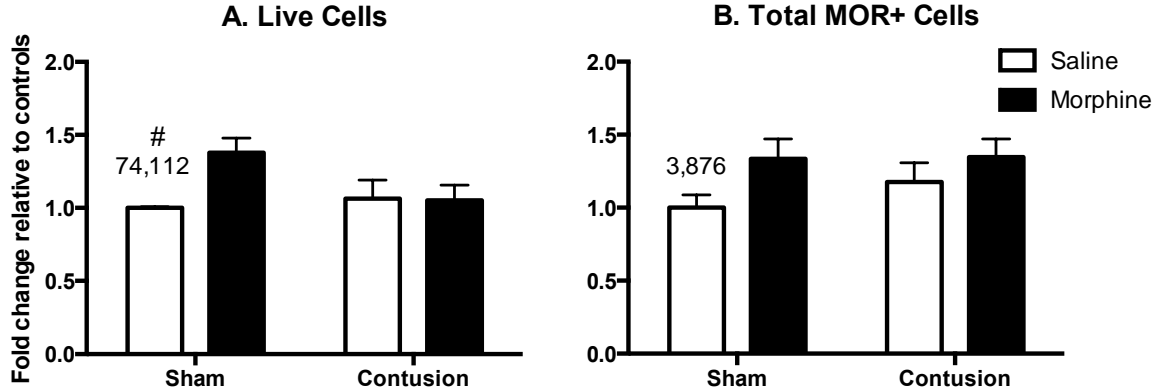 A. Live Cells
Fold change relative to controls
2.0
1.5
1.0
0.5
0.0
#
74,112
Sham
Contusion
B. Total MOR+ Cells
2.0
1.5
1.0
0.5
0.0
3,876
Sham
Contusion
Saline
Morphine